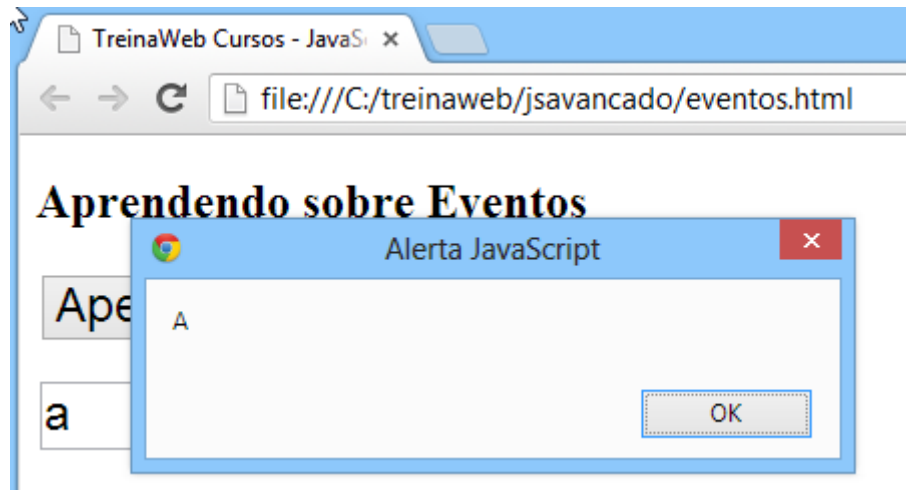 TreinaWeb Cursos - JavaS
file:///C:/treinaweb/jsavancado/eventos.html
Aprendendo sobre Eventos
Alerta JavaScript
Ape
A
a
OK